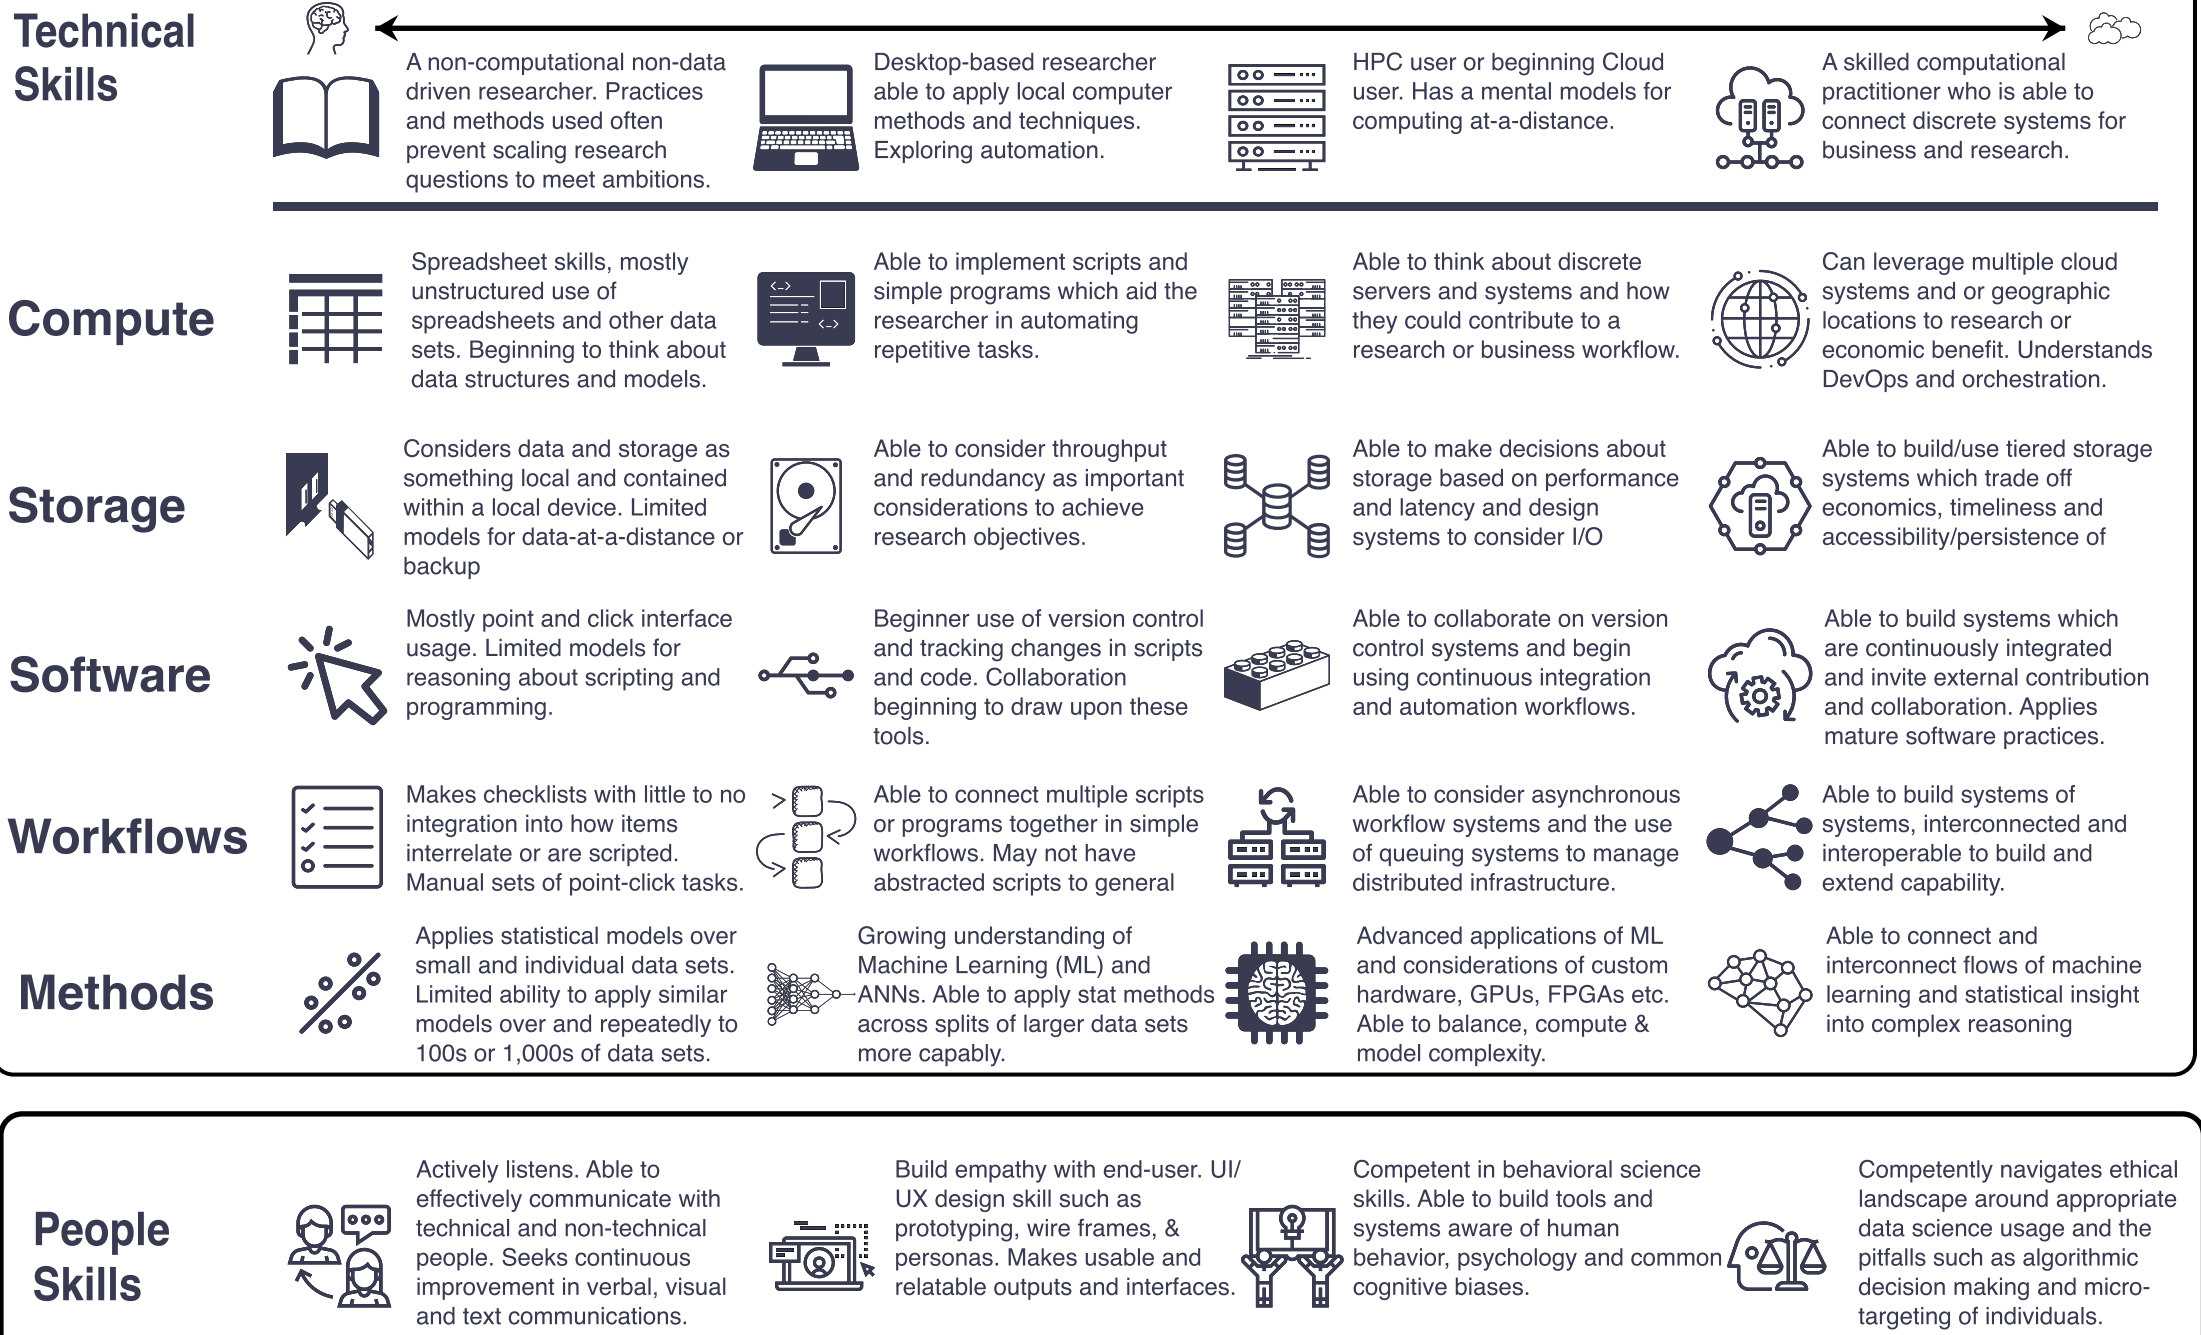 Technical
Skills
A non-computational non-data
driven researcher. Practices
and methods used often
prevent scaling research
questions to meet ambitions.
Desktop-based researcher
able to apply local computer
methods and techniques.
Exploring automation.
HPC user or beginning Cloud
user. Has a mental models for
computing at-a-distance.
A skilled computational
practitioner who is able to
connect discrete systems for
business and research.
Compute
Spreadsheet skills, mostly
unstructured use of
spreadsheets and other data
sets. Beginning to think about
data structures and models.
Able to implement scripts and
simple programs which aid the
researcher in automating
repetitive tasks.
Able to think about discrete
servers and systems and how
they could contribute to a
research or business workflow.
Can leverage multiple cloud
systems and or geographic
locations to research or
economic benefit. Understands
DevOps and orchestration.
Storage
Considers data and storage as
something local and contained
within a local device. Limited
models for data-at-a-distance or
backup
Able to consider throughput
and redundancy as important
considerations to achieve
research objectives.
Able to make decisions about
storage based on performance
and latency and design
systems to consider I/O
Able to build/use tiered storage
systems which trade off
economics, timeliness and
accessibility/persistence of
Software
Mostly point and click interface
usage. Limited models for
reasoning about scripting and
programming.
Beginner use of version control
and tracking changes in scripts
and code. Collaboration
beginning to draw upon these
tools.
Able to collaborate on version
control systems and begin
using continuous integration
and automation workflows.
Able to build systems which
are continuously integrated
and invite external contribution
and collaboration. Applies
mature software practices.
Workflows
Makes checklists with little to no
integration into how items
interrelate or are scripted.
Manual sets of point-click tasks.
Able to connect multiple scripts
or programs together in simple
workflows. May not have
abstracted scripts to general
Able to consider asynchronous
workflow systems and the use
of queuing systems to manage
distributed infrastructure.
Able to build systems of
systems, interconnected and
interoperable to build and
extend capability.
Methods
Applies statistical models over
small and individual data sets.
Limited ability to apply similar
models over and repeatedly to
100s or 1,000s of data sets.
Growing understanding of
Machine Learning (ML) and
ANNs. Able to apply stat methods
across splits of larger data sets
more capably.
Advanced applications of ML
and considerations of custom
hardware, GPUs, FPGAs etc.
Able to balance, compute &
model complexity.
Able to connect and
interconnect flows of machine
learning and statistical insight
into complex reasoning
People
Skills
Actively listens. Able to
effectively communicate with
technical and non-technical
people. Seeks continuous
improvement in verbal, visual
and text communications.
Build empathy with end-user. UI/
UX design skill such as
prototyping, wire frames, &
personas. Makes usable and
relatable outputs and interfaces.
Competent in behavioral science
skills. Able to build tools and
systems aware of human
behavior, psychology and common
cognitive biases.
Competently navigates ethical
landscape around appropriate
data science usage and the
pitfalls such as algorithmic
decision making and micro-
targeting of individuals.